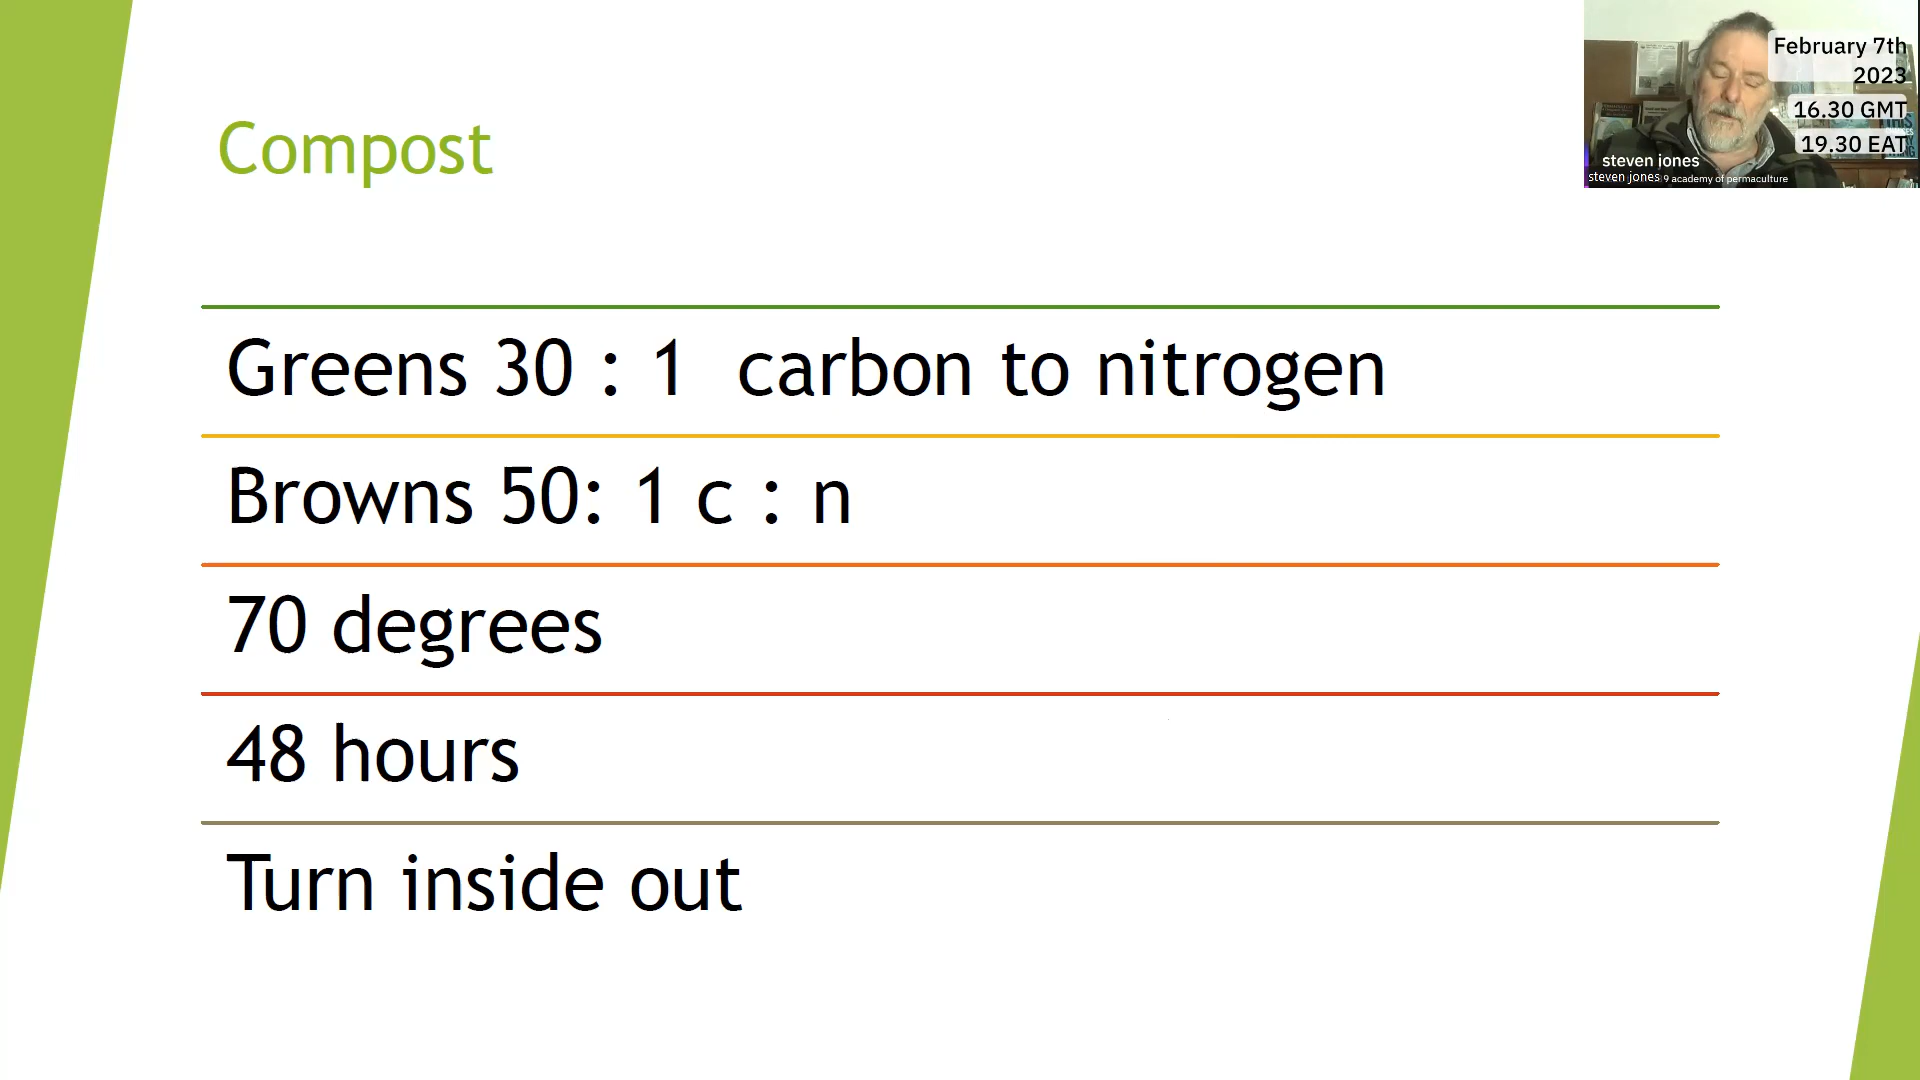 Compost
Greens 30 : 1 carbon to nitrogen
Browns 50: 1 c : n
70 degrees
48 hours
Turn inside out
February 7th
2023
16.30 GMT
19.30 EAT
steven jones
steven jones 9 academy of permaculture